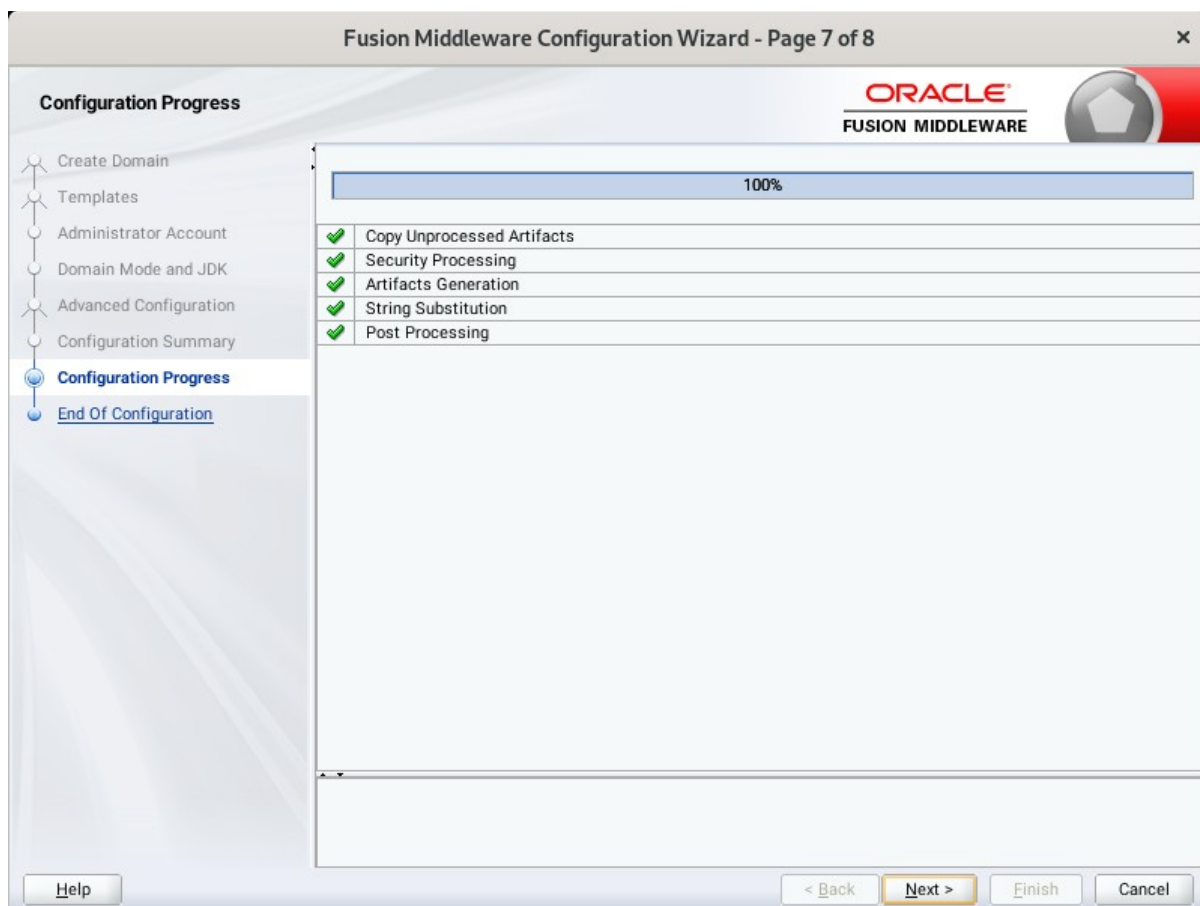 Fusion Middleware Configuration Wizard - Page 7 of 8
×
Configuration Progress
ORACLE
FUSION MIDDLEWARE
Create Domain
Templates
Administrator Account
Domain Mode and JDK
Advanced Configuration
Configuration Summary
Configuration Progress
End Of Configuration
100%
Copy Unprocessed Artifacts
Security Processing
Artifacts Generation
String Substitution
Post Processing
Help
< Back
Next >
Finish
Cancel